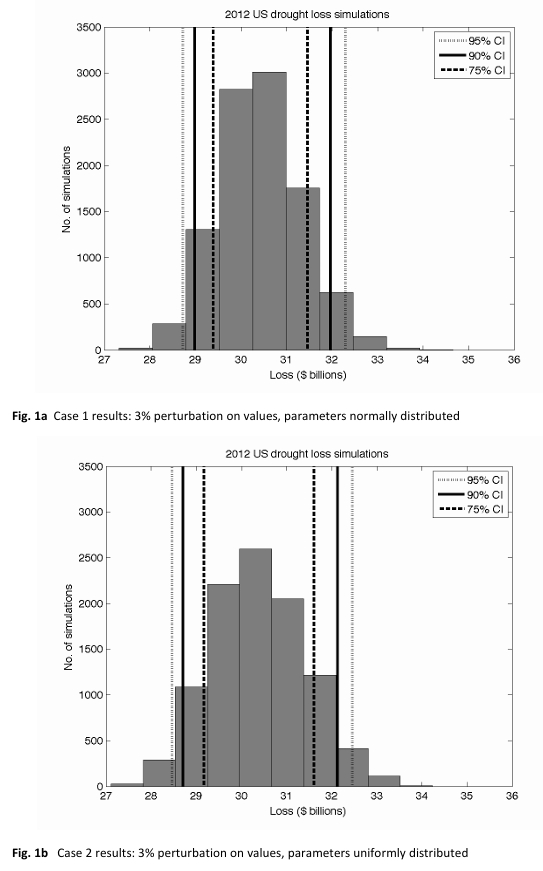 2012 US drought loss simulations
3500
3000
2500
2000
1500
1000
500
0
No. of simulations
95% CI
90% CI
75% CI
27 28 29 30 31 32 33 34 35 36
Loss ($ billions)
Fig. 1a Case 1 results: 3% perturbation on values, parameters normally distributed
2012 US drought loss simulations
3500
3000
2500
2000
1500
1000
500
0
No. of simulations
95% CI
90% CI
75% CI
27 28 29 30 31 32 33 34 35 36
Loss ($ billions)
Fig. 1b Case 2 results: 3% perturbation on values, parameters uniformly distributed